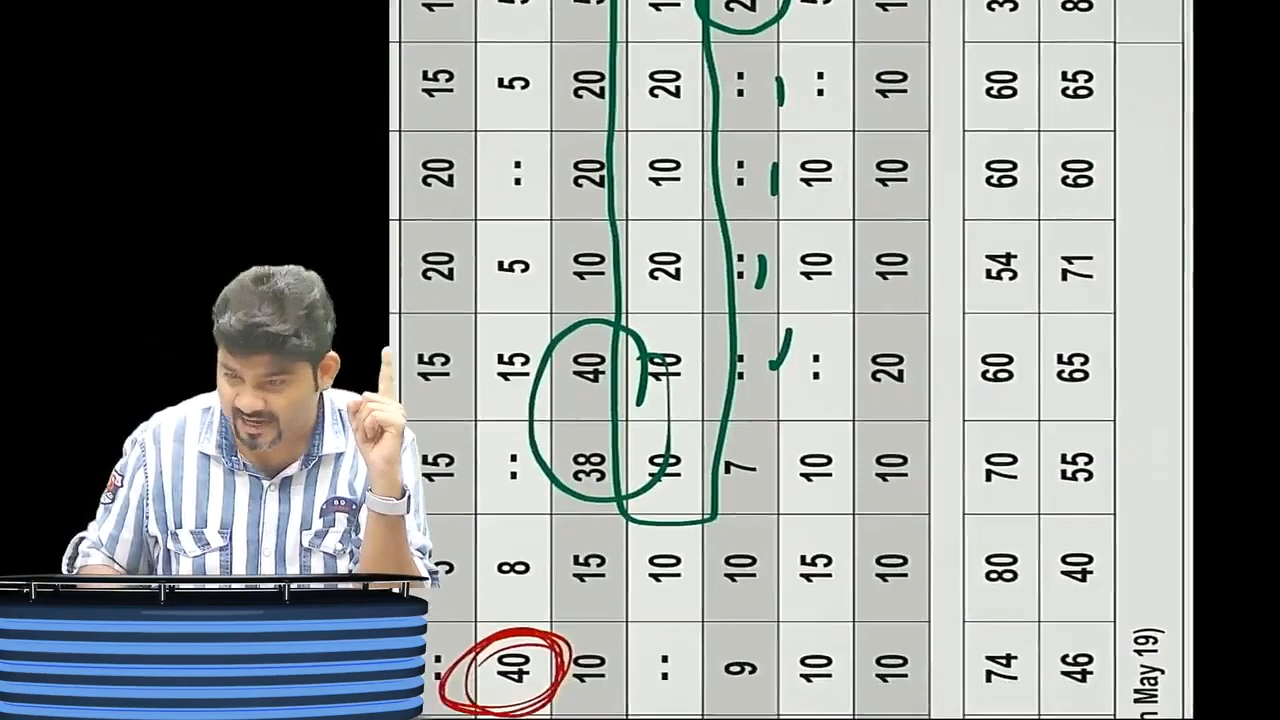 .. 15 15 20 20 15
40 8 .. 15 5 .. 5
10 15 38 40 10 20 20
.. 10 10 10 20 10 20
9 10 7 .. .. .. ..
10 15 10 .. 10 10 ..
10 10 10 20 10 10 10
74 80 70 60 54 60 60
46 40 55 65 71 60 65
May 19)